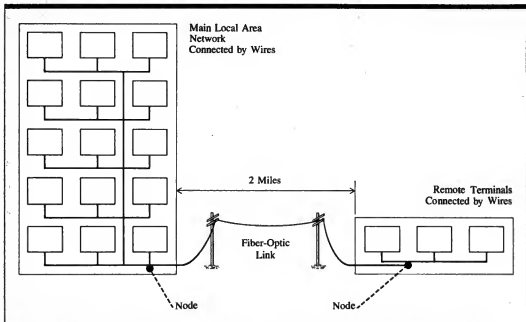 Main Local Area
Network
Connected by Wires
2 Miles
Remote Terminals
Connected by Wires
Fiber-Optic
Link
Node
Node